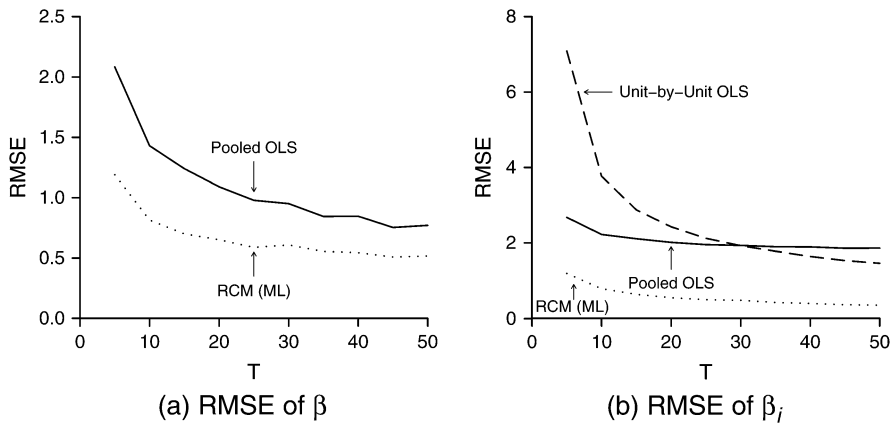 RMSE
2.5
2.0
1.5
1.0
0.5
0.0
Pooled OLS
RCM (ML)
0 10 20 30 40 50
T
(a) RMSE of β
RMSE
8
6
4
2
0
Unit−by−Unit OLS
Pooled OLS
RCM (ML)
0 10 20 30 40 50
T
(b) RMSE of βi